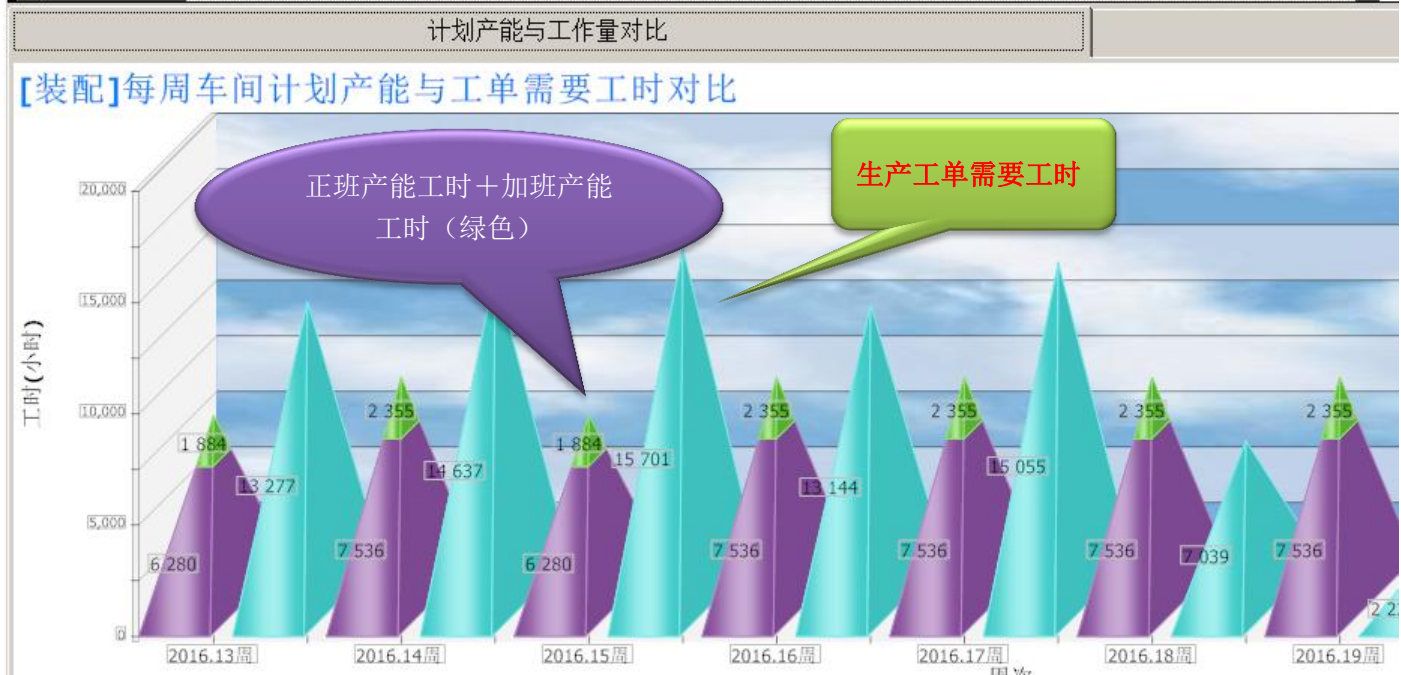 计划产能与工作量对比
[装配]每周车间计划产能与工单需要工时对比
正班产能工时＋加班产能
工时（绿色）
生产工单需要工时
工时(小时)
20,000
15,000
10,000
5,000
0
1 884
2 355
1 884
2 355
2 355
2 355
2 355
13 277
14 637
15 701
13 144
15 055
7 039
6 280
7 536
6 280
7 536
7 536
7 536
7 536
2016.13周
2016.14周
2016.15周
2016.16周
2016.17周
2016.18周
2016.19周